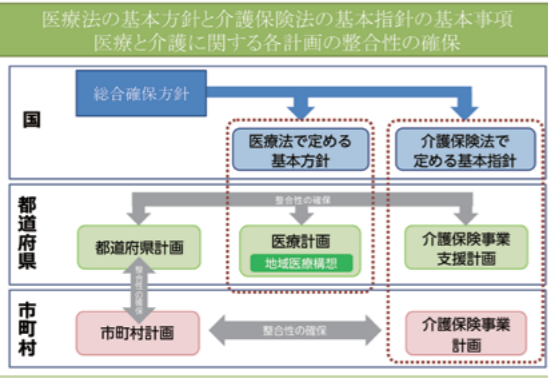 医療法の基本方針と介護保険法の基本指針の基本事項
医療と介護に関する各計画の整合性の確保
国
総合確保方針
医療法で定める
基本方針
介護保険法で
定める基本指針
都道府県
整合性の確保
都道府県計画
医療計画
地域医療構想
介護保険事業
支援計画
整合性の確保
市町村
市町村計画
整合性の確保
介護保険事業
計画